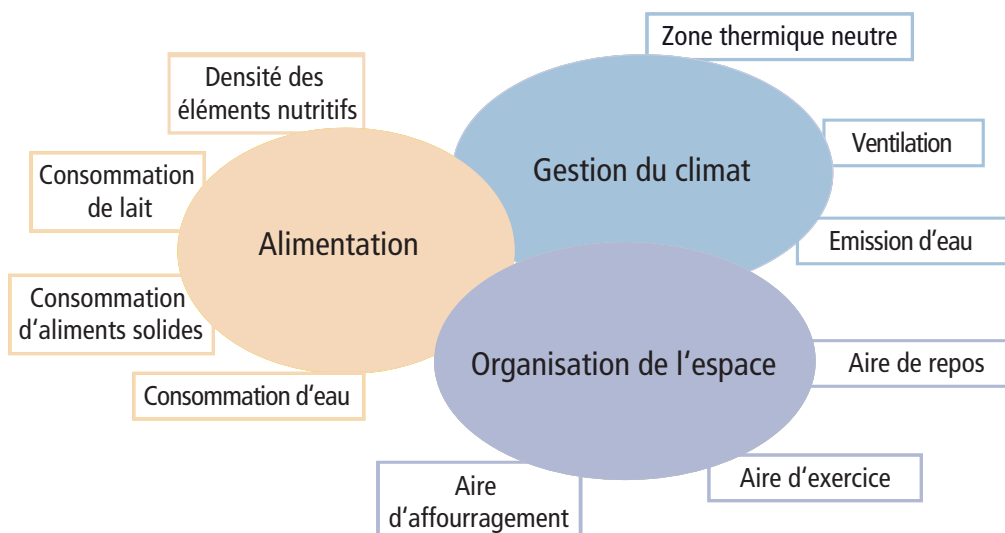 Zone thermique neutre
Densité des
éléments nutritifs
Ventilation
Gestion du climat
Consommation
de lait
Alimentation
Emission d'eau
Consommation
d'aliments solides
Organisation de l'espace
Aire de repos
Consommation d'eau
Aire d'exercice
Aire
d'affourragement